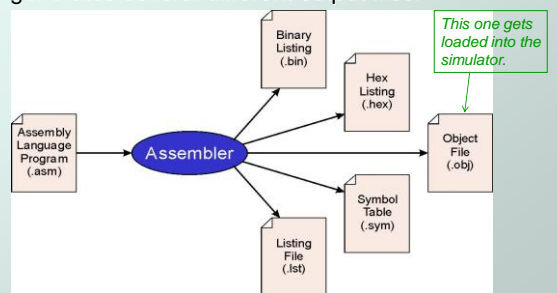 This one gets
loaded into the
simulator.
Binary
Listing
(.bin)
Hex
Listing
(.hex)
Assembly
Language
Program
(.asm)
Assembler
Object
File
(.obj)
Symbol
Table
(.sym)
Listing
File
(.lst)